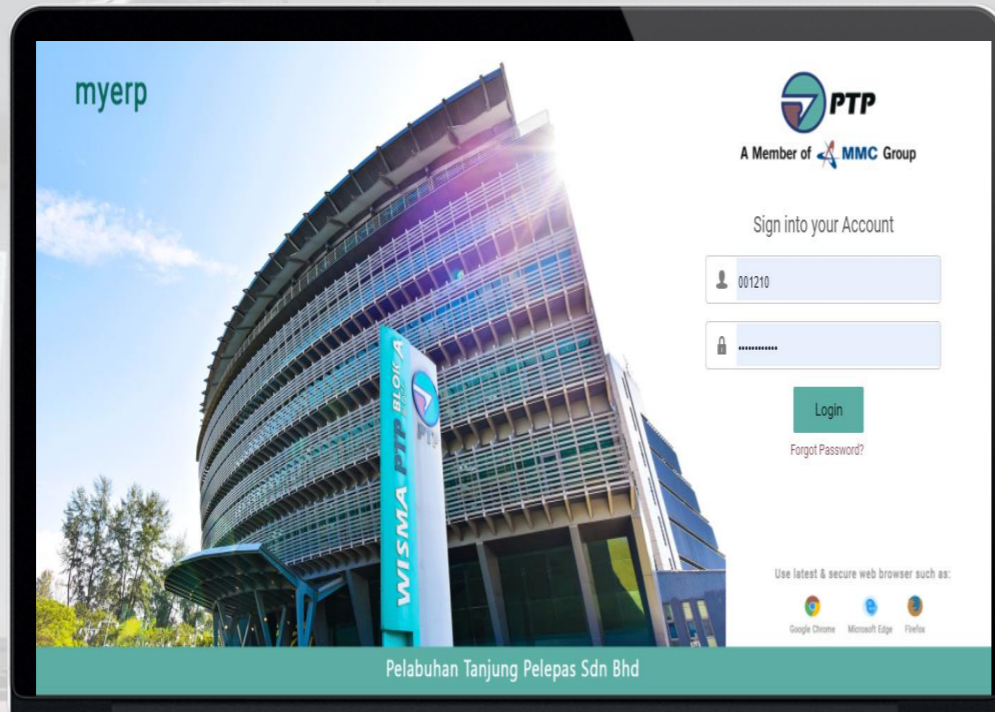 myerp
PTP
A Member of MMC Group
Sign into your Account
001210
Login
Forgot Password?
WISMA PTP BLOK A
PTP
Use latest & secure web browser such as:
Google Chrome Microsoft Edge Firefox
Pelabuhan Tanjung Pelepas Sdn Bhd